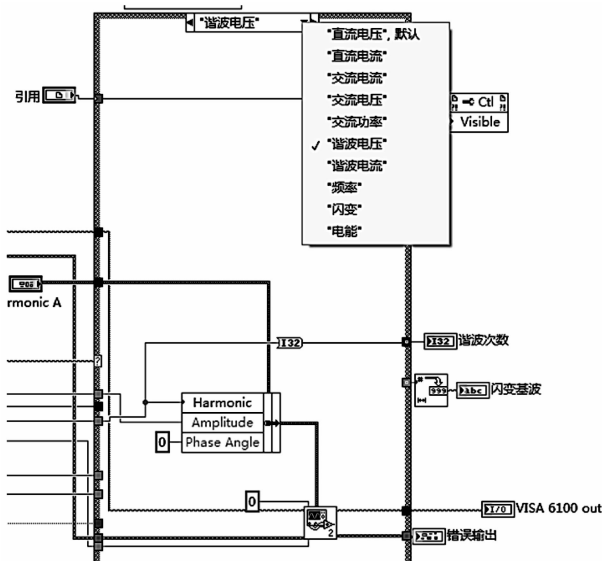 "谐波电压"
"直流电压", 默认
"直流电流"
"交流电流"
"交流电压"
"交流功率"
✓ "谐波电压"
"谐波电流"
"频率"
"闪变"
"电能"
引用
Ctl
Visible
rmonic A
I32
I32
谐波次数
?
999
abc
闪变基波
Harmonic
Amplitude
0
Phase Angle
0
2
I/O
VISA 6100 out
错误输出